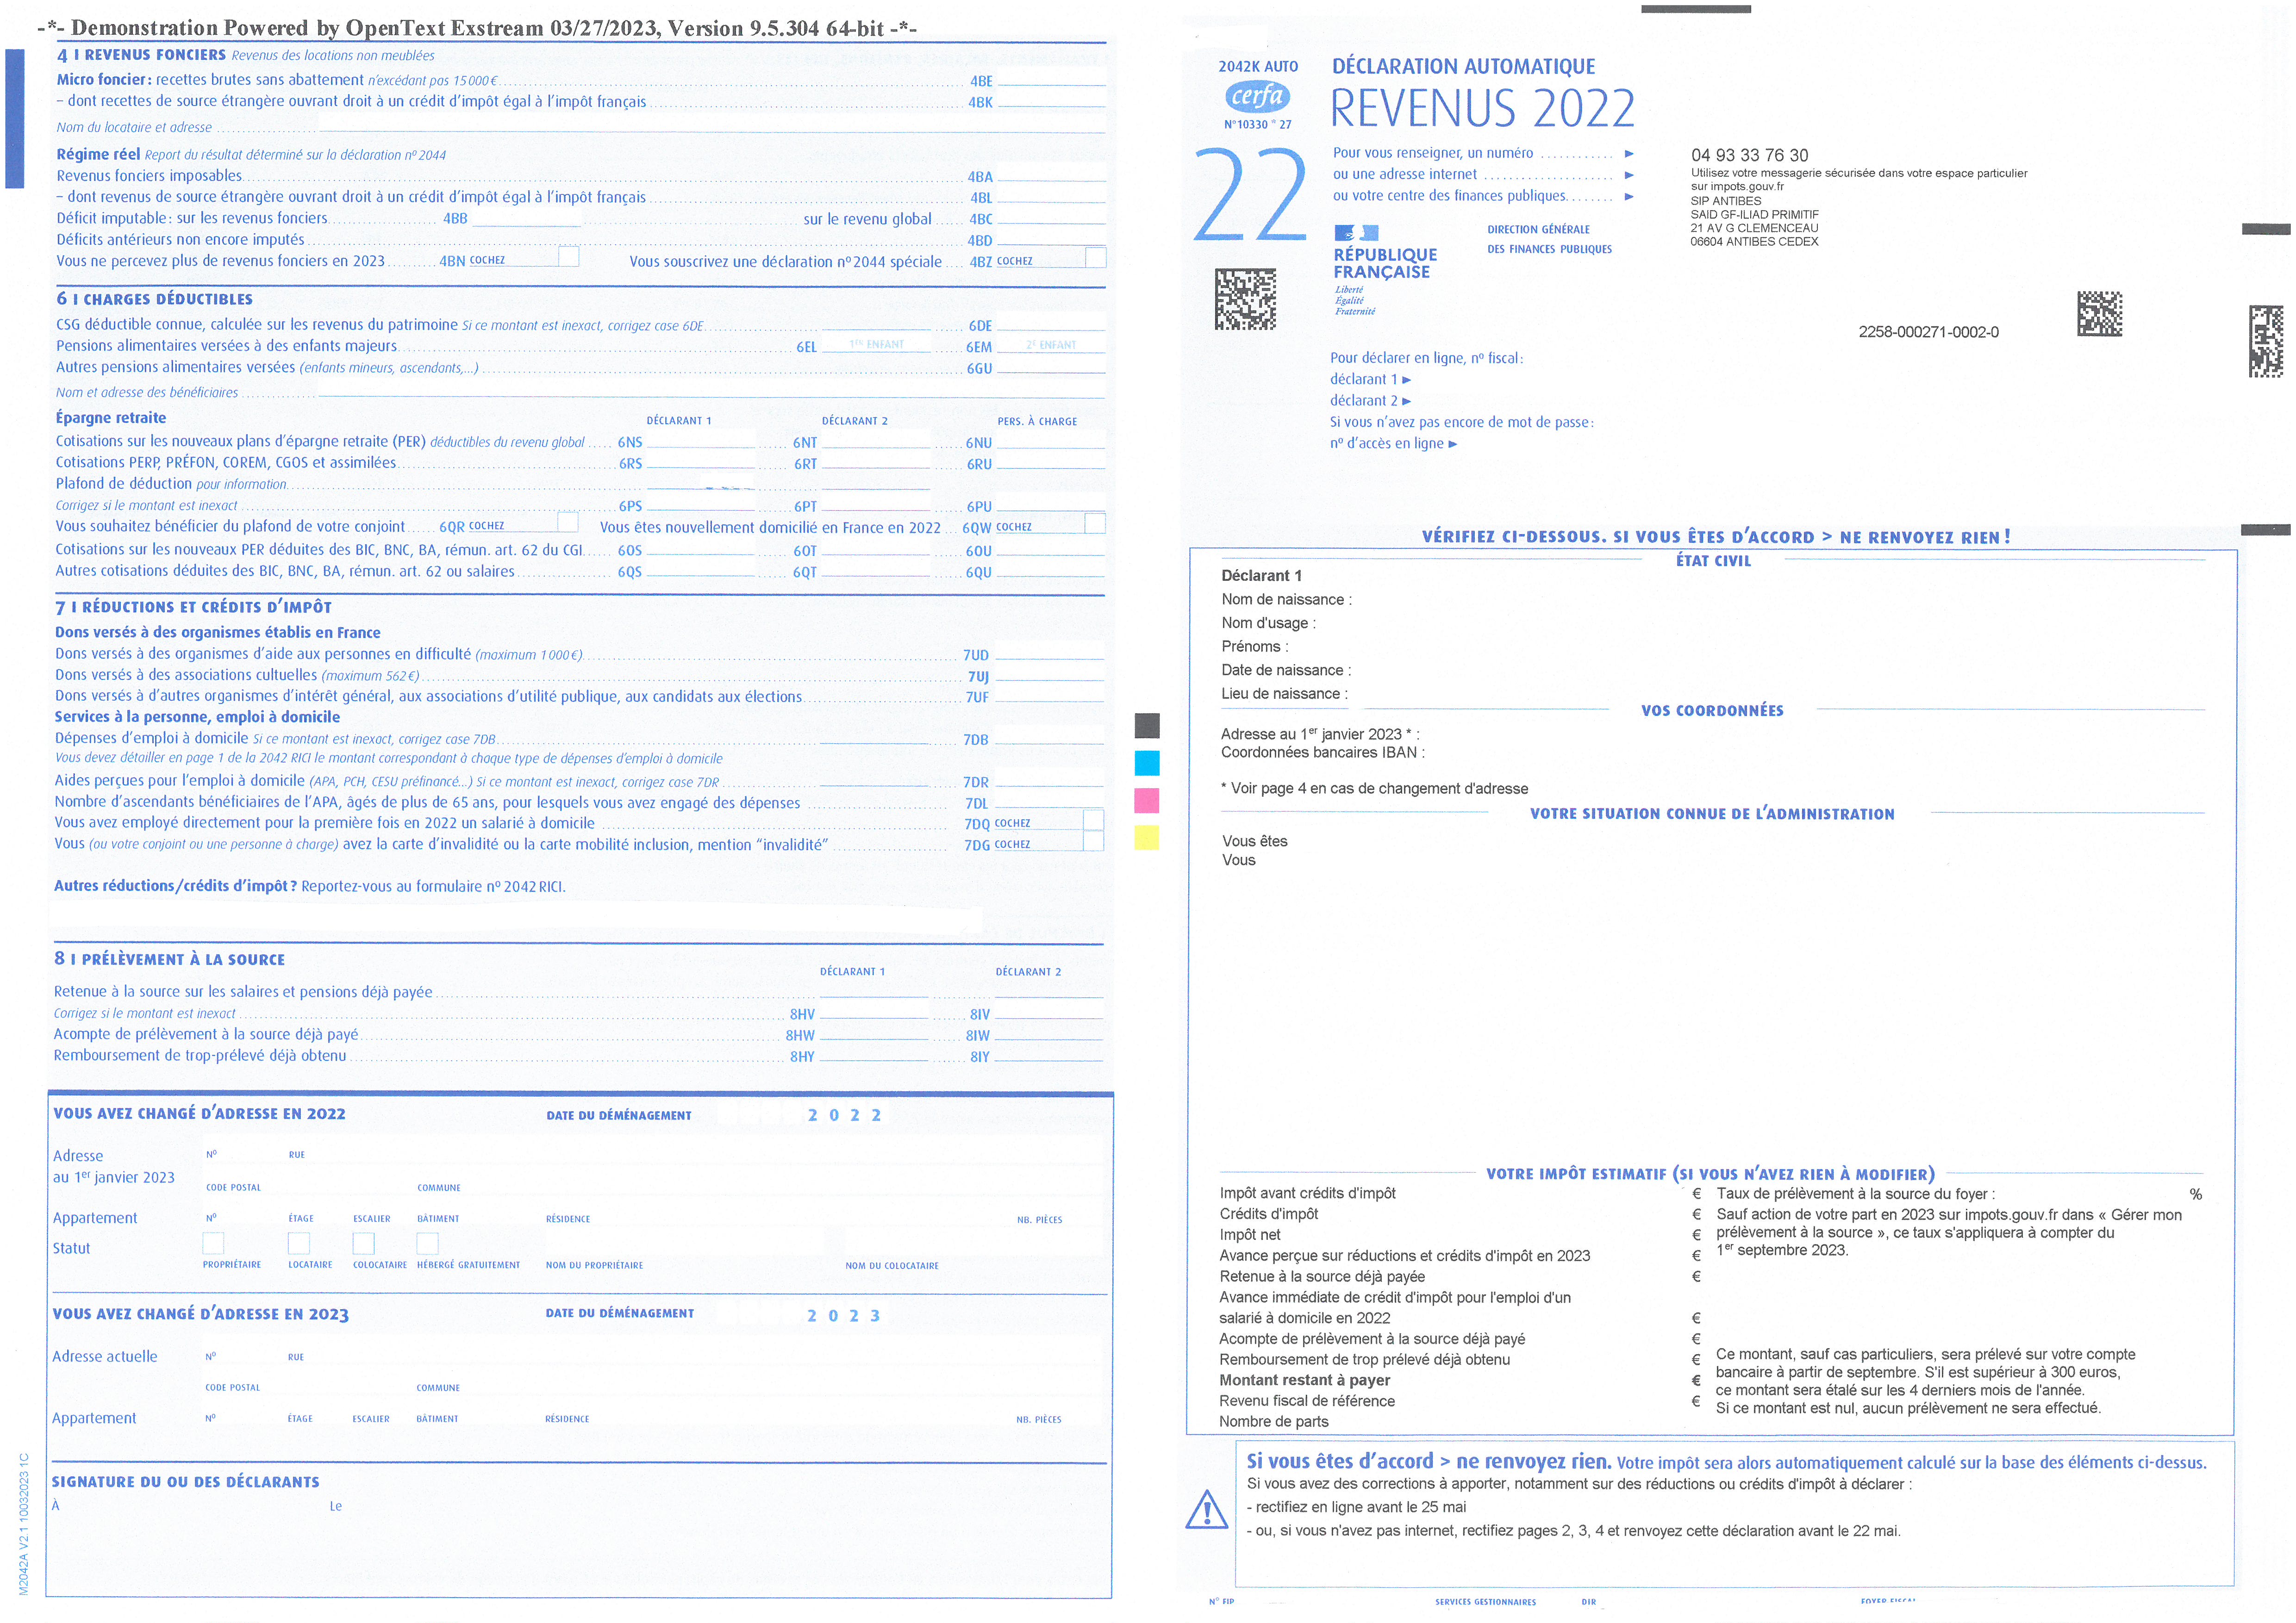 -*- Demonstration Powered by OpenText Exstream 03/27/2023, Version 9.5.304 64-bit -*-
4 I REVENUS FONCIERS Revenus des locations non meublées
Micro foncier : recettes brutes sans abattement n'excédant pas 15 000 € 4BE
– dont recettes de source étrangère ouvrant droit à un crédit d'impôt égal à l'impôt français 4BK
Nom du locataire et adresse
Régime réel Report du résultat déterminé sur la déclaration nº 2044
Revenus fonciers imposables 4BA
– dont revenus de source étrangère ouvrant droit à un crédit d'impôt égal à l'impôt français 4BL
Déficit imputable : sur les revenus fonciers 4BB sur le revenu global 4BC
Déficits antérieurs non encore imputés 4BD
Vous ne percevez plus de revenus fonciers en 2023 4BN COCHEZ Vous souscrivez une déclaration nº 2044 spéciale 4BZ COCHEZ
6 I CHARGES DÉDUCTIBLES
CSG déductible connue, calculée sur les revenus du patrimoine Si ce montant est inexact, corrigez case 6DE 6DE
Pensions alimentaires versées à des enfants majeurs 6EL 1ER ENFANT 6EM 2E ENFANT
Autres pensions alimentaires versées (enfants mineurs, ascendants,...) 6GU
Nom et adresse des bénéficiaires
Épargne retraite DÉCLARANT 1 DÉCLARANT 2 PERS. À CHARGE
Cotisations sur les nouveaux plans d'épargne retraite (PER) déductibles du revenu global 6NS 6NT 6NU
Cotisations PERP, PRÉFON, COREM, CGOS et assimilées 6RS 6RT 6RU
Plafond de déduction pour information
Corrigez si le montant est inexact 6PS 6PT 6PU
Vous souhaitez bénéficier du plafond de votre conjoint 6QR COCHEZ Vous êtes nouvellement domicilié en France en 2022 6QW COCHEZ
Cotisations sur les nouveaux PER déduites des BIC, BNC, BA, rémun. art. 62 du CGI 6OS 6OT 6OU
Autres cotisations déduites des BIC, BNC, BA, rémun. art. 62 ou salaires 6QS 6QT 6QU
7 I RÉDUCTIONS ET CRÉDITS D'IMPÔT
Dons versés à des organismes établis en France
Dons versés à des organismes d'aide aux personnes en difficulté (maximum 1 000 €) 7UD
Dons versés à des associations cultuelles (maximum 562 €) 7UJ
Dons versés à d'autres organismes d'intérêt général, aux associations d'utilité publique, aux candidats aux élections 7UF
Services à la personne, emploi à domicile
Dépenses d'emploi à domicile Si ce montant est inexact, corrigez case 7DB 7DB
Vous devez détailler en page 1 de la 2042 RICI le montant correspondant à chaque type de dépenses d'emploi à domicile
Aides perçues pour l'emploi à domicile (APA, PCH, CESU préfinancé...) Si ce montant est inexact, corrigez case 7DR 7DR
Nombre d'ascendants bénéficiaires de l'APA, âgés de plus de 65 ans, pour lesquels vous avez engagé des dépenses 7DL
Vous avez employé directement pour la première fois en 2022 un salarié à domicile 7DQ COCHEZ
Vous (ou votre conjoint ou une personne à charge) avez la carte d'invalidité ou la carte mobilité inclusion, mention “invalidité” 7DG COCHEZ
Autres réductions/crédits d'impôt ? Reportez-vous au formulaire nº 2042 RICI.
8 I PRÉLÈVEMENT À LA SOURCE
DÉCLARANT 1 DÉCLARANT 2
Retenue à la source sur les salaires et pensions déjà payée
Corrigez si le montant est inexact 8HV 8IV
Acompte de prélèvement à la source déjà payé 8HW 8IW
Remboursement de trop-prélevé déjà obtenu 8HY 8IY
VOUS AVEZ CHANGÉ D'ADRESSE EN 2022 DATE DU DÉMÉNAGEMENT 2 0 2 2
Adresse Nº RUE
au 1er janvier 2023
CODE POSTAL COMMUNE
Appartement Nº ÉTAGE ESCALIER BÂTIMENT RÉSIDENCE NB. PIÈCES
Statut
PROPRIÉTAIRE LOCATAIRE COLOCATAIRE HÉBERGÉ GRATUITEMENT NOM DU PROPRIÉTAIRE NOM DU COLOCATAIRE
VOUS AVEZ CHANGÉ D'ADRESSE EN 2023 DATE DU DÉMÉNAGEMENT 2 0 2 3
Adresse actuelle Nº RUE
CODE POSTAL COMMUNE
Appartement Nº ÉTAGE ESCALIER BÂTIMENT RÉSIDENCE NB. PIÈCES
SIGNATURE DU OU DES DÉCLARANTS
À Le
M2042A V2 1 10032023 1C
2042K AUTO
cerfa
N° 10330 * 27
22
DÉCLARATION AUTOMATIQUE
REVENUS 2022
Pour vous renseigner, un numéro ► 04 93 33 76 30
ou une adresse internet ► Utilisez votre messagerie sécurisée dans votre espace particulier
sur impots.gouv.fr
ou votre centre des finances publiques ► SIP ANTIBES
SAID GF-ILIAD PRIMITIF
21 AV G CLEMENCEAU
06604 ANTIBES CEDEX
RÉPUBLIQUE
FRANÇAISE
Liberté
Égalité
Fraternité
DIRECTION GÉNÉRALE
DES FINANCES PUBLIQUES
2258-000271-0002-0
Pour déclarer en ligne, nº fiscal :
déclarant 1 ►
déclarant 2 ►
Si vous n'avez pas encore de mot de passe :
nº d'accès en ligne ►
VÉRIFIEZ CI-DESSOUS. SI VOUS ÊTES D'ACCORD > NE RENVOYEZ RIEN !
ÉTAT CIVIL
Déclarant 1
Nom de naissance :
Nom d'usage :
Prénoms :
Date de naissance :
Lieu de naissance :
VOS COORDONNÉES
Adresse au 1er janvier 2023 * :
Coordonnées bancaires IBAN :
* Voir page 4 en cas de changement d'adresse
VOTRE SITUATION CONNUE DE L'ADMINISTRATION
Vous êtes
Vous
VOTRE IMPÔT ESTIMATIF (SI VOUS N'AVEZ RIEN À MODIFIER)
Impôt avant crédits d'impôt €
Crédits d'impôt €
Impôt net €
Avance perçue sur réductions et crédits d'impôt en 2023 €
Retenue à la source déjà payée €
Avance immédiate de crédit d'impôt pour l'emploi d'un
salarié à domicile en 2022 €
Acompte de prélèvement à la source déjà payé €
Remboursement de trop prélevé déjà obtenu €
Montant restant à payer €
Revenu fiscal de référence €
Nombre de parts
Taux de prélèvement à la source du foyer : %
Sauf action de votre part en 2023 sur impots.gouv.fr dans « Gérer mon
prélèvement à la source », ce taux s'appliquera à compter du
1er septembre 2023.
Ce montant, sauf cas particuliers, sera prélevé sur votre compte
bancaire à partir de septembre. S'il est supérieur à 300 euros,
ce montant sera étalé sur les 4 derniers mois de l'année.
Si ce montant est nul, aucun prélèvement ne sera effectué.
Si vous êtes d'accord > ne renvoyez rien. Votre impôt sera alors automatiquement calculé sur la base des éléments ci-dessus.
Si vous avez des corrections à apporter, notamment sur des réductions ou crédits d'impôt à déclarer :
- rectifiez en ligne avant le 25 mai
- ou, si vous n'avez pas internet, rectifiez pages 2, 3, 4 et renvoyez cette déclaration avant le 22 mai.
N° FIP SERVICES GESTIONNAIRES DIR FOYER FISCAL